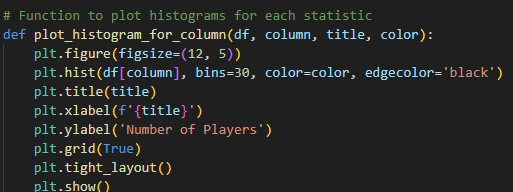 # Function to plot histograms for each statistic
def plot_histogram_for_column(df, column, title, color):
    plt.figure(figsize=(12, 5))
    plt.hist(df[column], bins=30, color=color, edgecolor='black')
    plt.title(title)
    plt.xlabel(f'{title}')
    plt.ylabel('Number of Players')
    plt.grid(True)
    plt.tight_layout()
    plt.show()